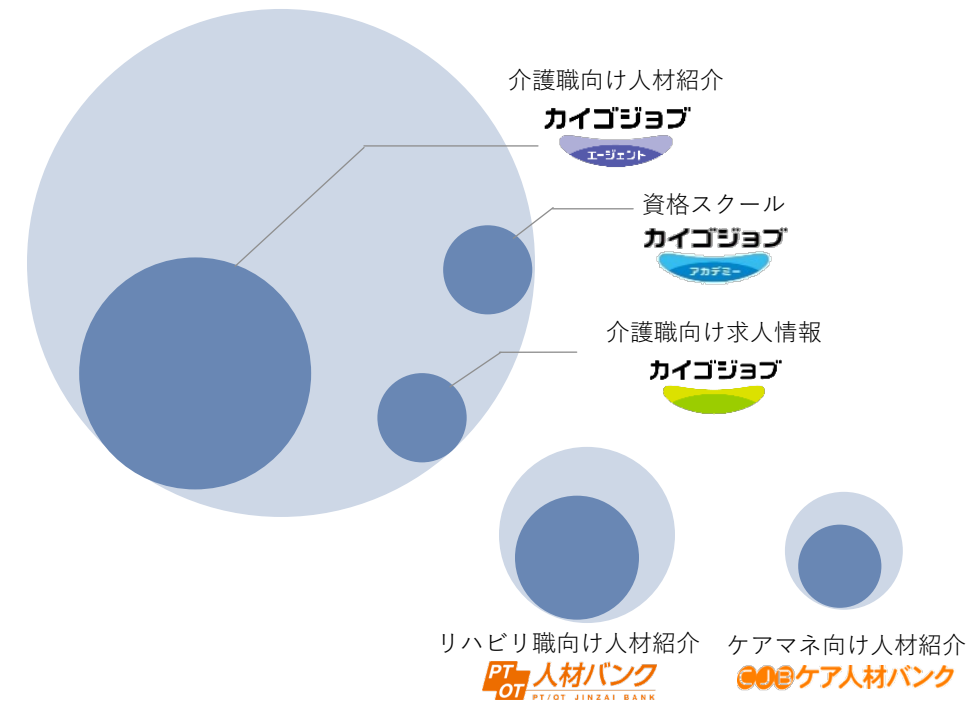 介護職向け人材紹介
カイゴジョブ
エージェント
資格スクール
カイゴジョブ
アカデミー
介護職向け求人情報
カイゴジョブ
リハビリ職向け人材紹介
PT
OT
人材バンク
PT/OT JINZAI BANK
ケアマネ向け人材紹介
CJBケア人材バンク